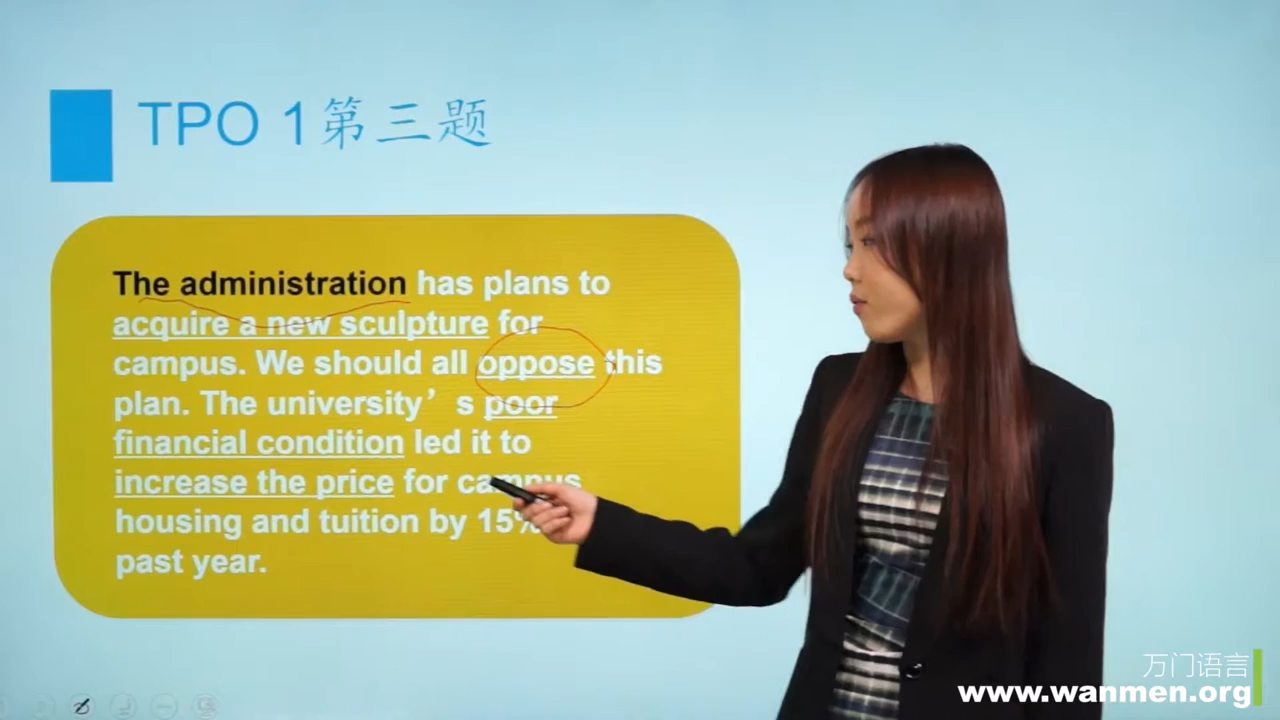 TPO 1第三题
The administration has plans to
acquire a new sculpture for
campus. We should all oppose this
plan. The university’s poor
financial condition led it to
increase the price for campus
housing and tuition by 15%
past year.
万门语言
www.wanmen.org